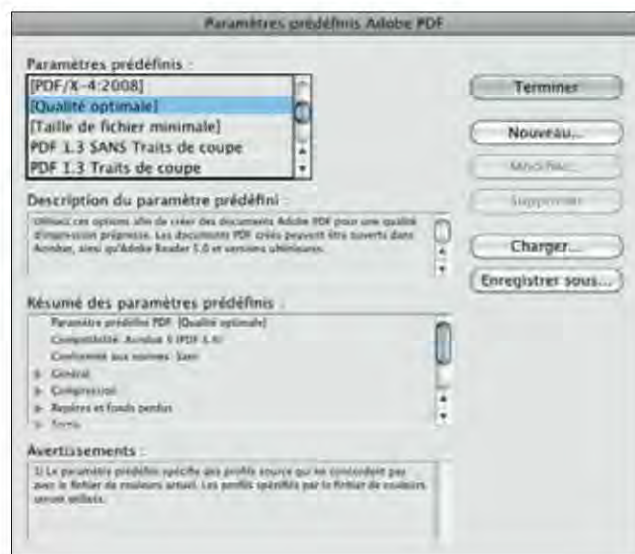 Paramètres prédéfinis Adobe PDF
Paramètres prédéfinis :
[PDF/X-4:2008]
[Qualité optimale]
[Taille de fichier minimale]
PDF 1.3 SANS Traits de coupe
PDF 1.3 Traits de coupe
Terminer
Nouveau...
Modifier...
Supprimer
Charger...
Enregistrer sous...
Description du paramètre prédéfini :
Utilisez ces options afin de créer des documents Adobe PDF pour une qualité
d'impression prépresse. Les documents PDF créés peuvent être ouverts dans
Acrobat, ainsi qu'Adobe Reader 5.0 et versions ultérieures.
Résumé des paramètres prédéfinis :
Paramètre prédéfini PDF: [Qualité optimale]
Compatibilité: Acrobat 5 (PDF 1.4)
Conformité aux normes: Sans
Général
Compression
Repères et fonds perdus
Sortie
Avertissements :
1) Le paramètre prédéfini spécifie des profils source qui ne concordent pas
avec le fichier de couleurs actuel. Les profils spécifiés par le fichier de couleurs
seront utilisés.